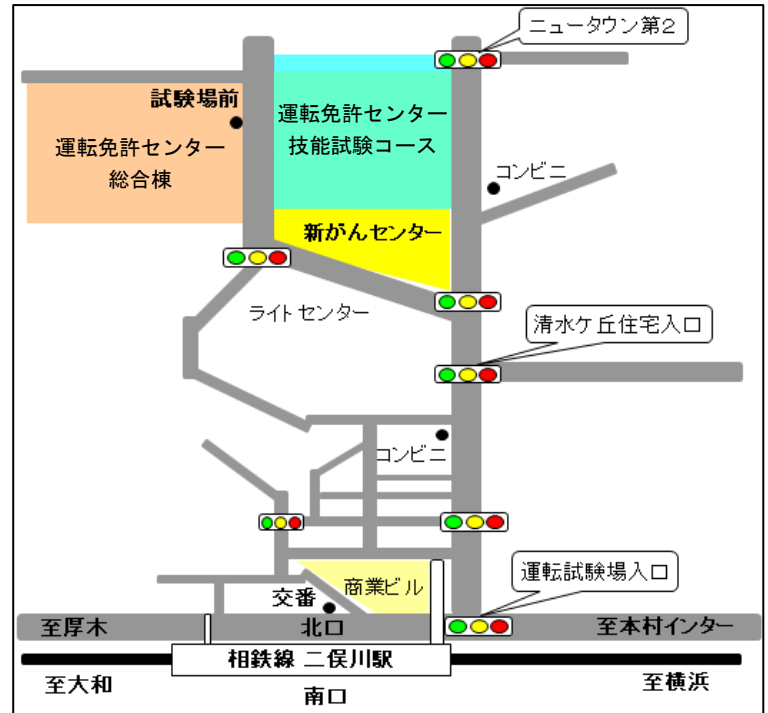 ニュータウン第2
試験場前
運転免許センター
技能試験コース
運転免許センター
総合棟
コンビニ
新がんセンター
ライトセンター
清水ケ丘住宅入口
コンビニ
運転試験場入口
商業ビル
交番
至厚木
北口
至本村インター
相鉄線 二俣川駅
至大和
至横浜
南口